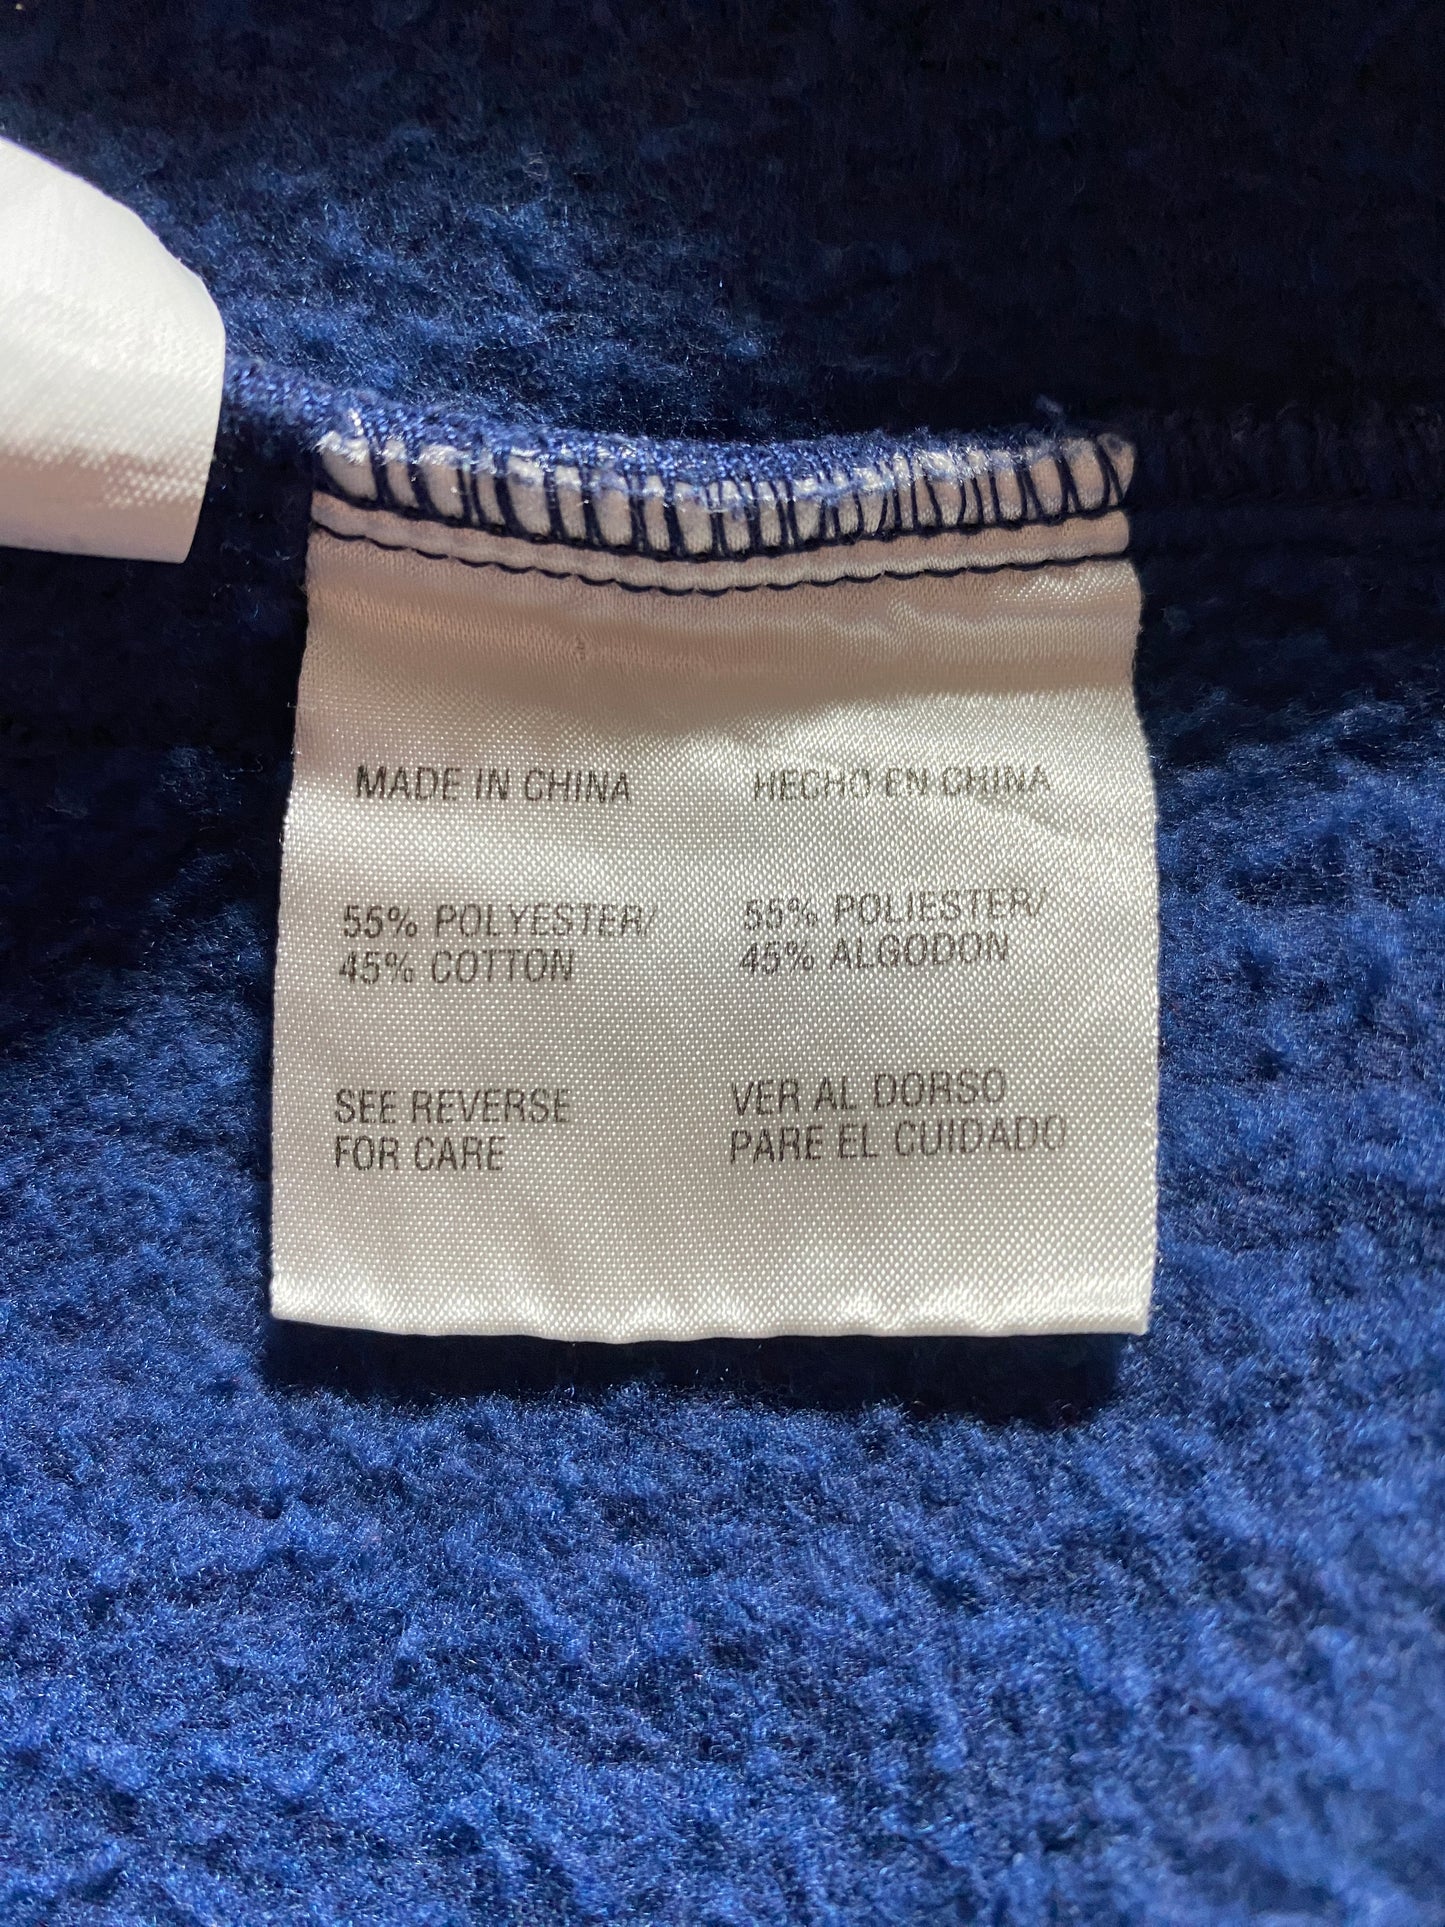 MADE IN CHINA
55% POLYESTER/
45% COTTON
SEE REVERSE
FOR CARE
HECHO EN CHINA
55% POLIESTER/
45% ALGODON
VER AL DORSO
PARE EL CUIDADO